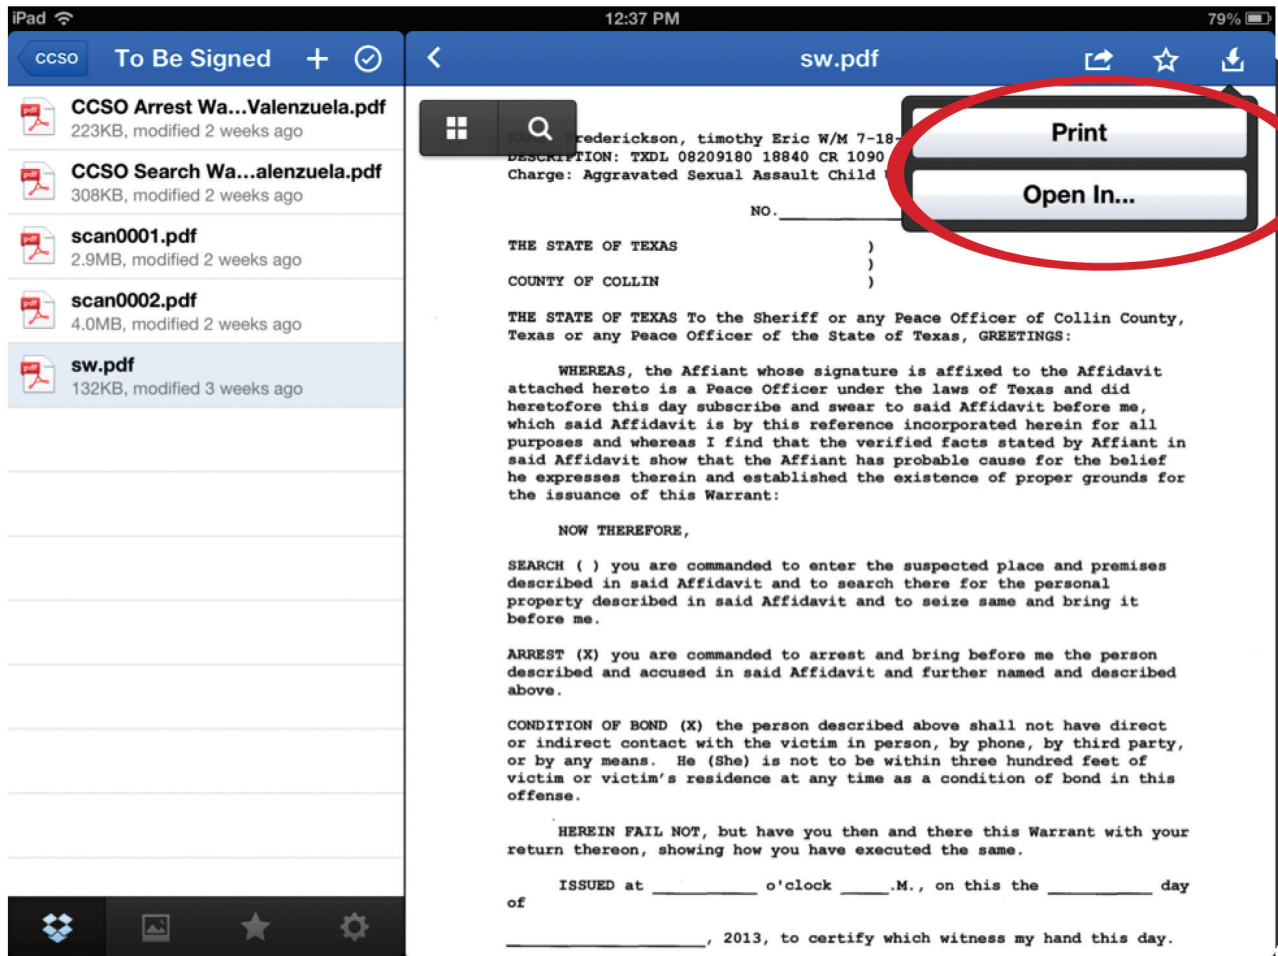 iPad
12:37 PM
79%
CCSO
To Be Signed
sw.pdf
CCSO Arrest Wa...Valenzuela.pdf
223KB, modified 2 weeks ago
CCSO Search Wa...alenzuela.pdf
308KB, modified 2 weeks ago
scan0001.pdf
2.9MB, modified 2 weeks ago
scan0002.pdf
4.0MB, modified 2 weeks ago
sw.pdf
132KB, modified 3 weeks ago
Print
Open In...
Frederickson, timothy Eric W/M 7-18-
DESCRIPTION: TXDL 08209180 18840 CR 1090
Charge: Aggravated Sexual Assault Child
NO.
THE STATE OF TEXAS )
)
COUNTY OF COLLIN )
THE STATE OF TEXAS To the Sheriff or any Peace Officer of Collin County,
Texas or any Peace Officer of the State of Texas, GREETINGS:
WHEREAS, the Affiant whose signature is affixed to the Affidavit
attached hereto is a Peace Officer under the laws of Texas and did
heretofore this day subscribe and swear to said Affidavit before me,
which said Affidavit is by this reference incorporated herein for all
purposes and whereas I find that the verified facts stated by Affiant in
said Affidavit show that the Affiant has probable cause for the belief
he expresses therein and established the existence of proper grounds for
the issuance of this Warrant:
NOW THEREFORE,
SEARCH ( ) you are commanded to enter the suspected place and premises
described in said Affidavit and to search there for the personal
property described in said Affidavit and to seize same and bring it
before me.
ARREST (X) you are commanded to arrest and bring before me the person
described and accused in said Affidavit and further named and described
above.
CONDITION OF BOND (X) the person described above shall not have direct
or indirect contact with the victim in person, by phone, by third party,
or by any means. He (She) is not to be within three hundred feet of
victim or victim's residence at any time as a condition of bond in this
offense.
HEREIN FAIL NOT, but have you then and there this Warrant with your
return thereon, showing how you have executed the same.
ISSUED at __________ o'clock _____.M., on this the __________ day
of
____________________, 2013, to certify which witness my hand this day.